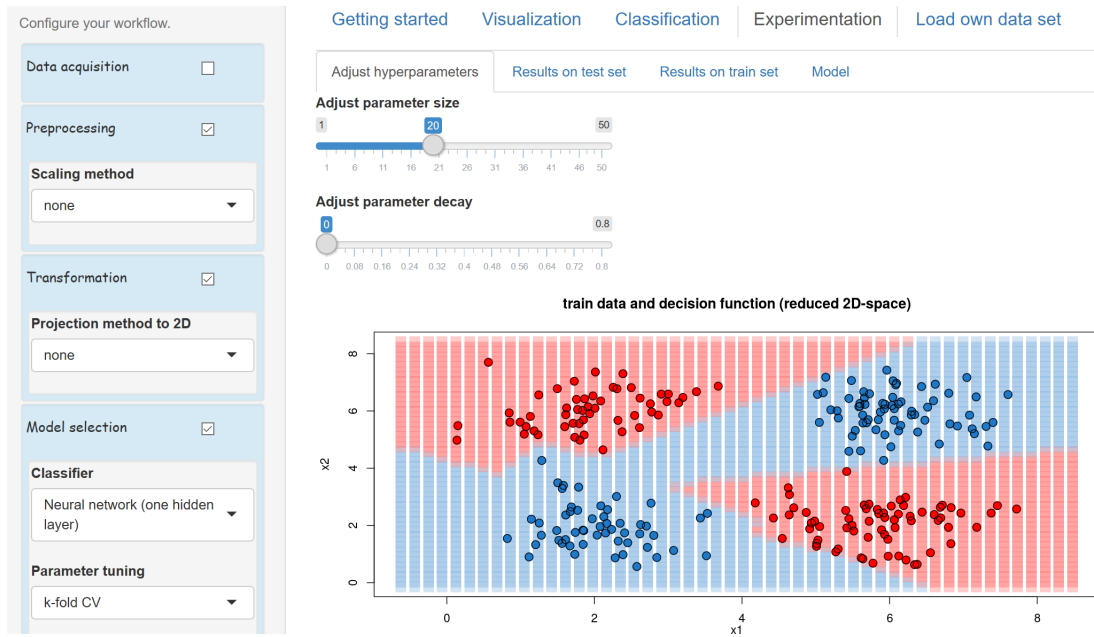 Configure your workflow.
Data acquisition
Preprocessing
Scaling method
none
Transformation
Projection method to 2D
none
Model selection
Classifier
Neural network (one hidden
layer)
Parameter tuning
k-fold CV
Getting started Visualization Classification Experimentation Load own data set
Adjust hyperparameters Results on test set Results on train set Model
Adjust parameter size
1 20 50
1 6 11 16 21 26 31 36 41 46 50
Adjust parameter decay
0 0.8
0 0.08 0.16 0.24 0.32 0.4 0.48 0.56 0.64 0.72 0.8
train data and decision function (reduced 2D-space)
x2
8
6
4
2
0
0 2 4 6 8
x1